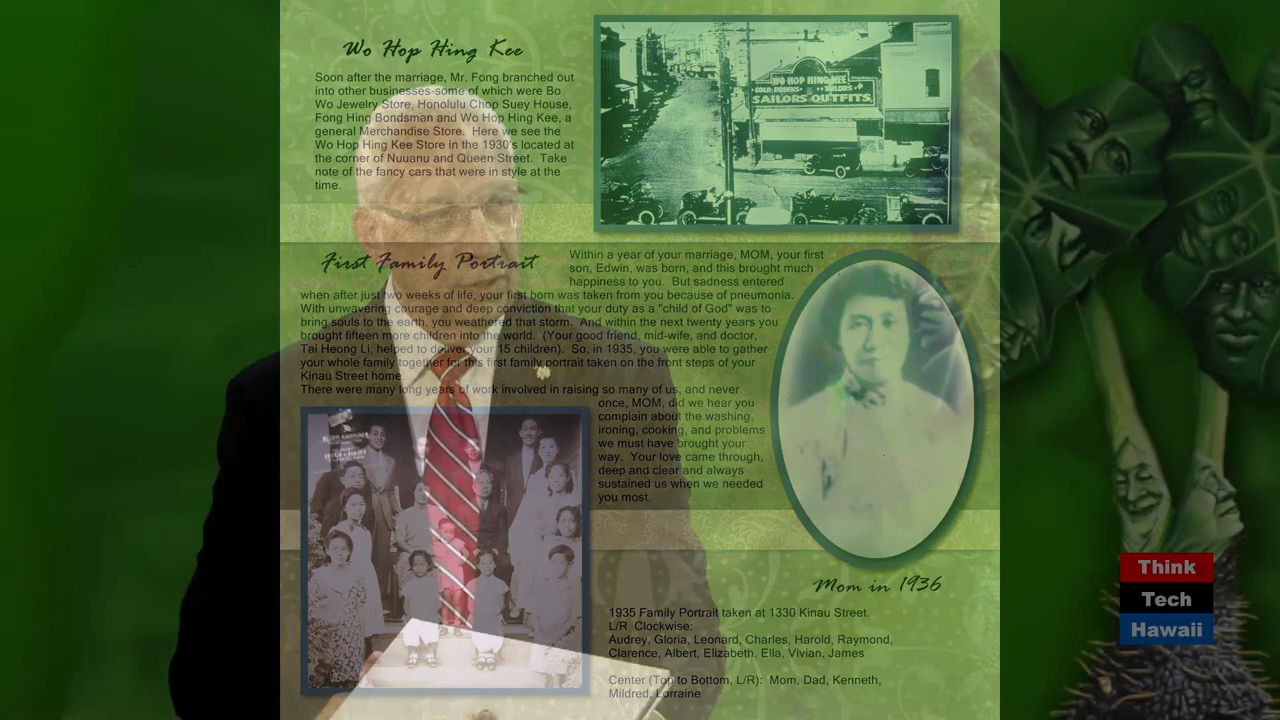 Wo Hop Hing Kee
Soon after the marriage, Mr. Fong branched out
into other businesses-some of which were Bo
Wo Jewelry Store, Honolulu Chop Suey House,
Fong Hing Bondsman and Wo Hop Hing Kee, a
general Merchandise Store. Here we see the
Wo Hop Hing Kee Store in the 1930's located at
the corner of Nuuanu and Queen Street. Take
note of the fancy cars that were in style at the
time.
WO HOP HING KEE
COLD DRINKS TAILORS
SAILORS OUTFITS
First Family Portrait
Within a year of your marriage, MOM, your first
son, Edwin, was born, and this brought much
happiness to you. But sadness entered
when after just two weeks of life, your first born was taken from you because of pneumonia.
With unwavering courage and deep conviction that your duty as a "child of God" was to
bring souls to the earth, you weathered that storm. And within the next twenty years you
brought fifteen more children into the world. (Your good friend, mid-wife, and doctor,
Tai Heong Li, helped to deliver your 15 children). So, in 1935, you were able to gather
your whole family together for this first family portrait taken on the front steps of your
Kinau Street home.
There were many long years of work involved in raising so many of us, and never
once, MOM, did we hear you
complain about the washing,
ironing, cooking, and problems
we must have brought your
way. Your love came through,
deep and clear and always
sustained us when we needed
you most.
Mom in 1936
1935 Family Portrait taken at 1330 Kinau Street.
L/R Clockwise:
Audrey, Gloria, Leonard, Charles, Harold, Raymond,
Clarence, Albert, Elizabeth, Ella, Vivian, James
Center (Top to Bottom, L/R): Mom, Dad, Kenneth,
Mildred, Lorraine
Think
Tech
Hawaii